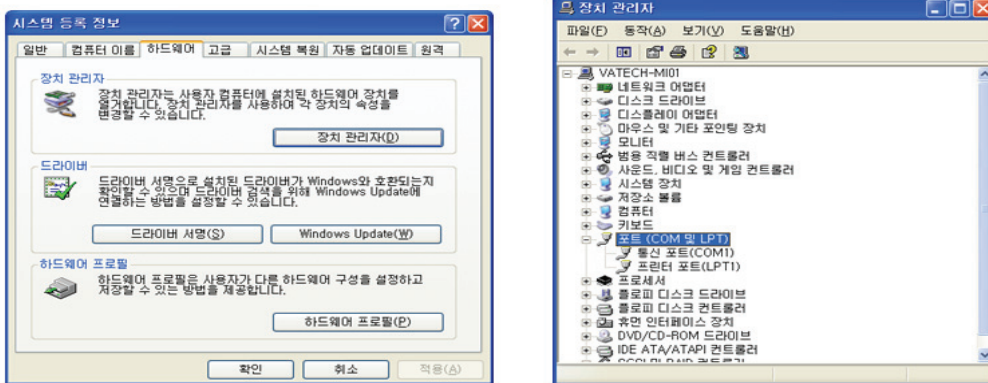 시스템 등록 정보
일반
컴퓨터 이름
하드웨어
고급
시스템 복원
자동 업데이트
원격
장치 관리자
장치 관리자는 사용자 컴퓨터에 설치된 하드웨어 장치를
열거합니다. 장치 관리자를 사용하여 각 장치의 속성을
변경할 수 있습니다.
장치 관리자(D)
드라이버
드라이버 서명으로 설치된 드라이버가 Windows와 호환되는지
확인할 수 있으며 드라이버 검색을 위해 Windows Update에
연결하는 방법을 설정할 수 있습니다.
드라이버 서명(S)
Windows Update(W)
하드웨어 프로필
하드웨어 프로필은 사용자가 다른 하드웨어 구성을 설정하고
저장할 수 있는 방법을 제공합니다.
하드웨어 프로필(P)
확인
취소
적용(A)
장치 관리자
파일(F) 동작(A) 보기(V) 도움말(H)
VATECH-MI01
네트워크 어댑터
디스크 드라이브
디스플레이 어댑터
마우스 및 기타 포인팅 장치
모니터
범용 직렬 버스 컨트롤러
사운드, 비디오 및 게임 컨트롤러
시스템 장치
저장소 볼륨
컴퓨터
키보드
포트 (COM 및 LPT)
통신 포트(COM1)
프린터 포트(LPT1)
프로세서
플로피 디스크 드라이브
플로피 디스크 컨트롤러
휴먼 인터페이스 장치
DVD/CD-ROM 드라이브
IDE ATA/ATAPI 컨트롤러